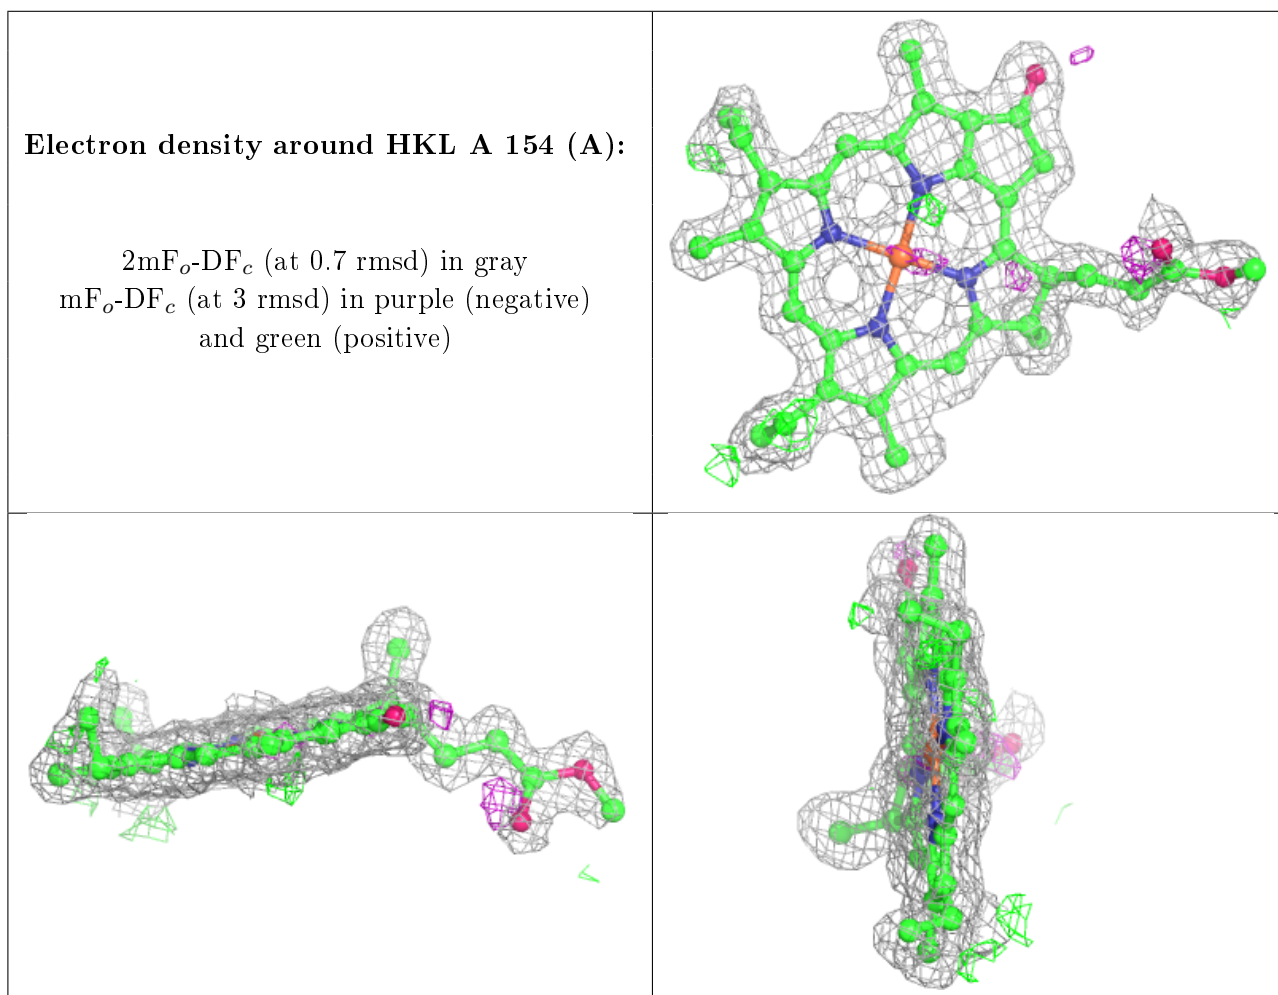 Electron density around HKL A 154 (A):
2mFₒ-DF𝒸 (at 0.7 rmsd) in gray
mFₒ-DF𝒸 (at 3 rmsd) in purple (negative)
and green (positive)